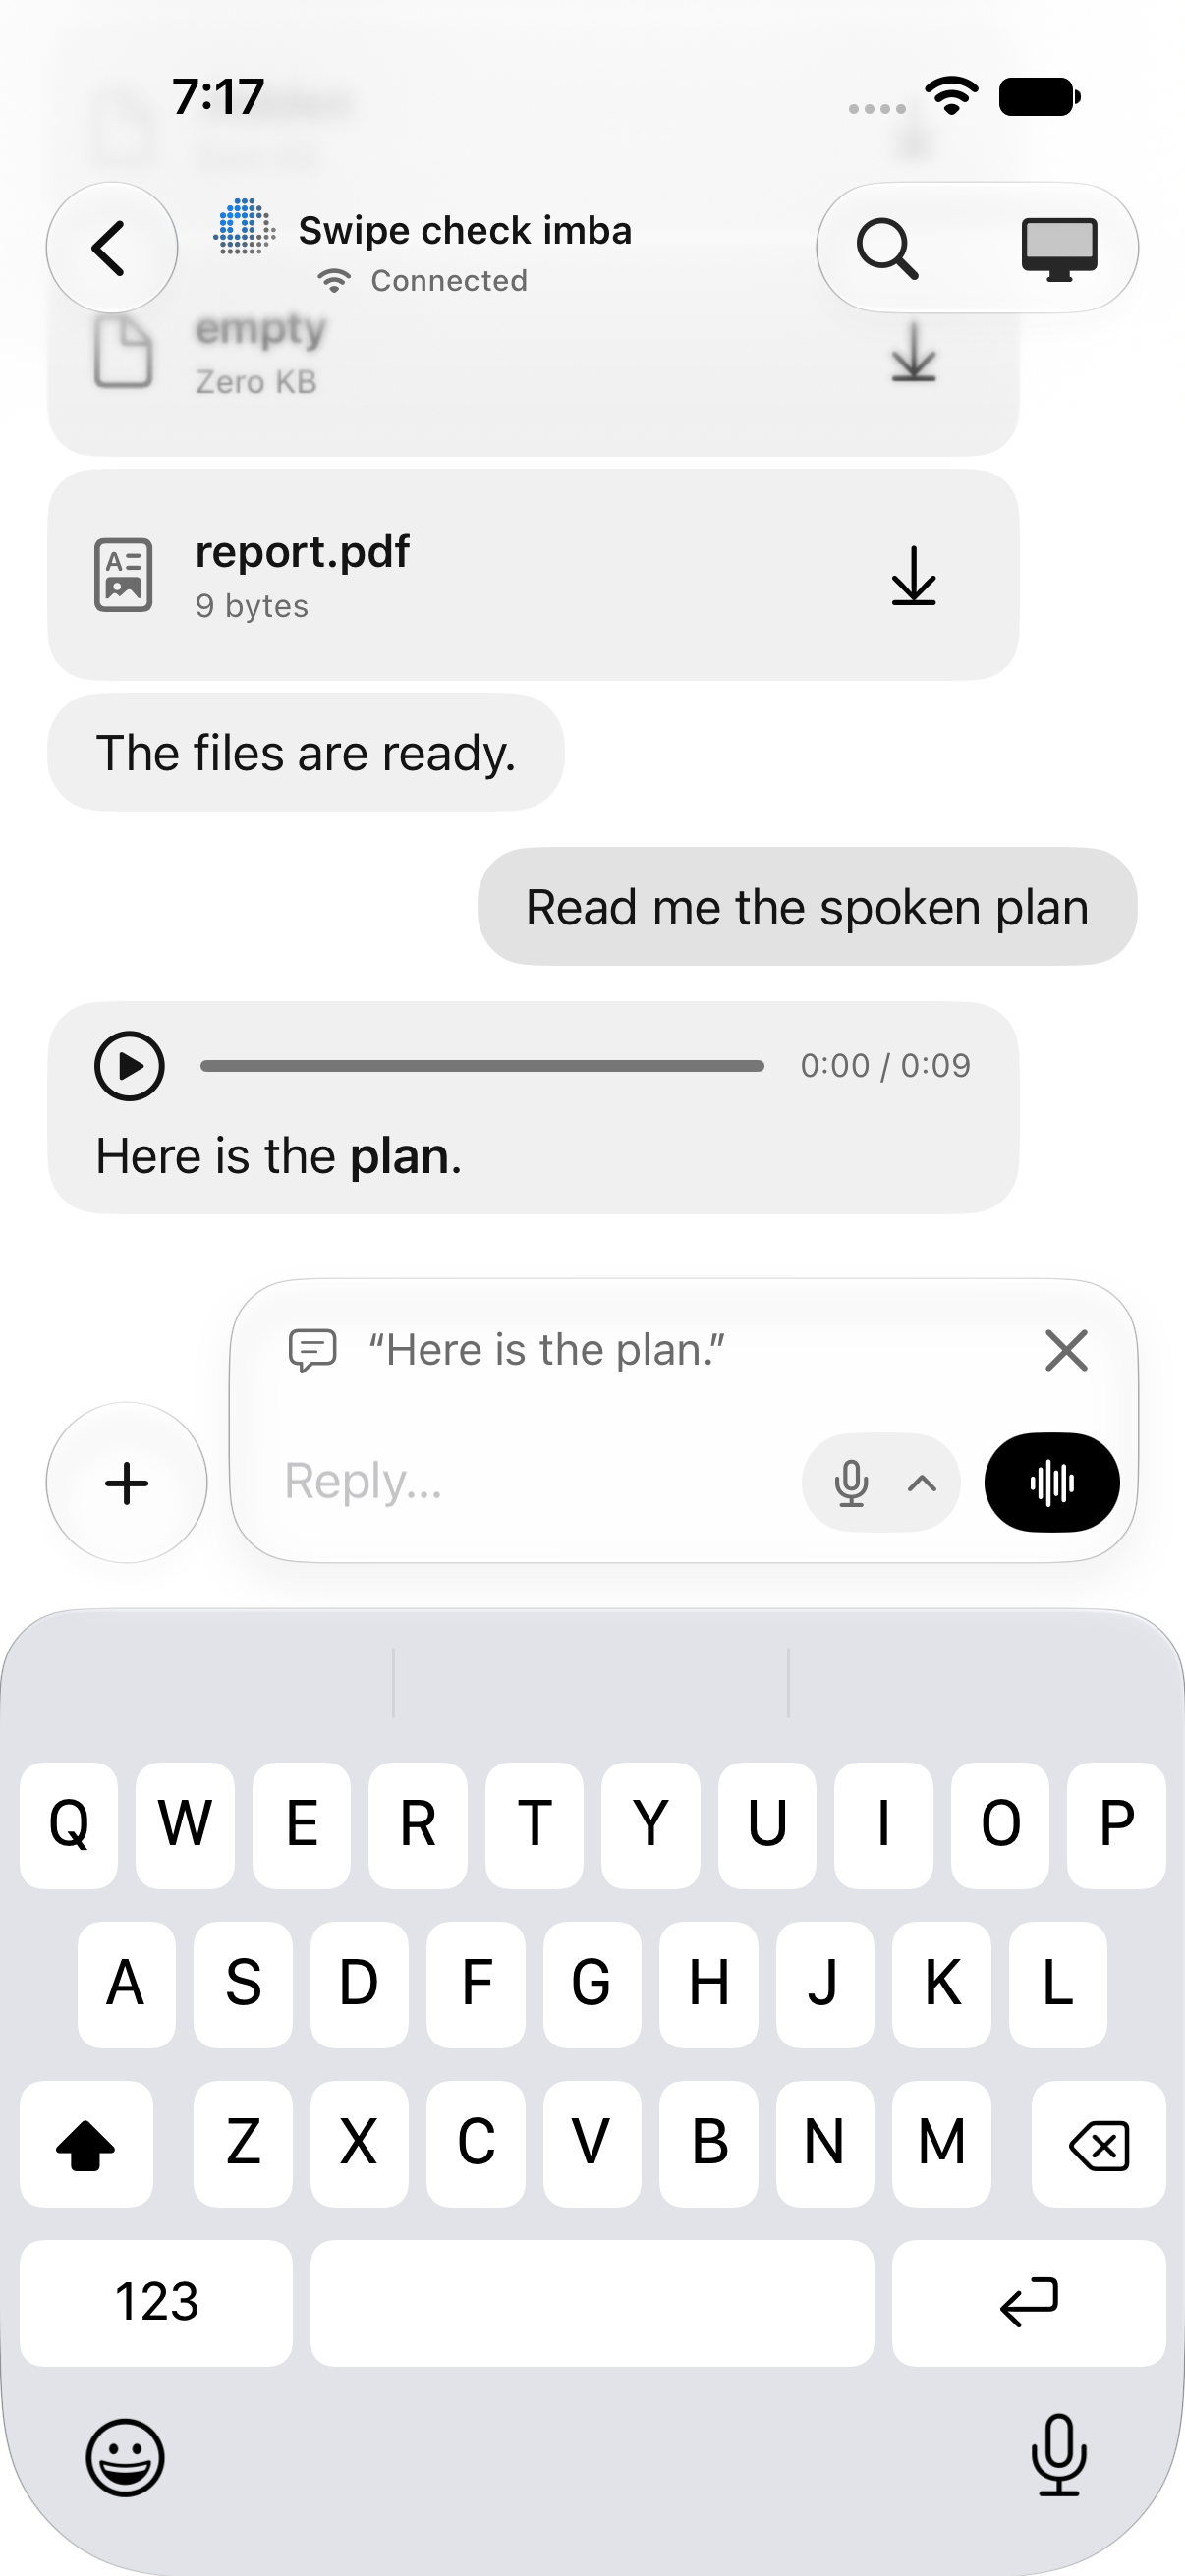 7:17
Swipe check imba
Connected
empty
Zero KB
report.pdf
9 bytes
The files are ready.
Read me the spoken plan
0:00 / 0:09
Here is the plan.
“Here is the plan.”
Reply...
Q W E R T Y U I O P
A S D F G H J K L
Z X C V B N M
123